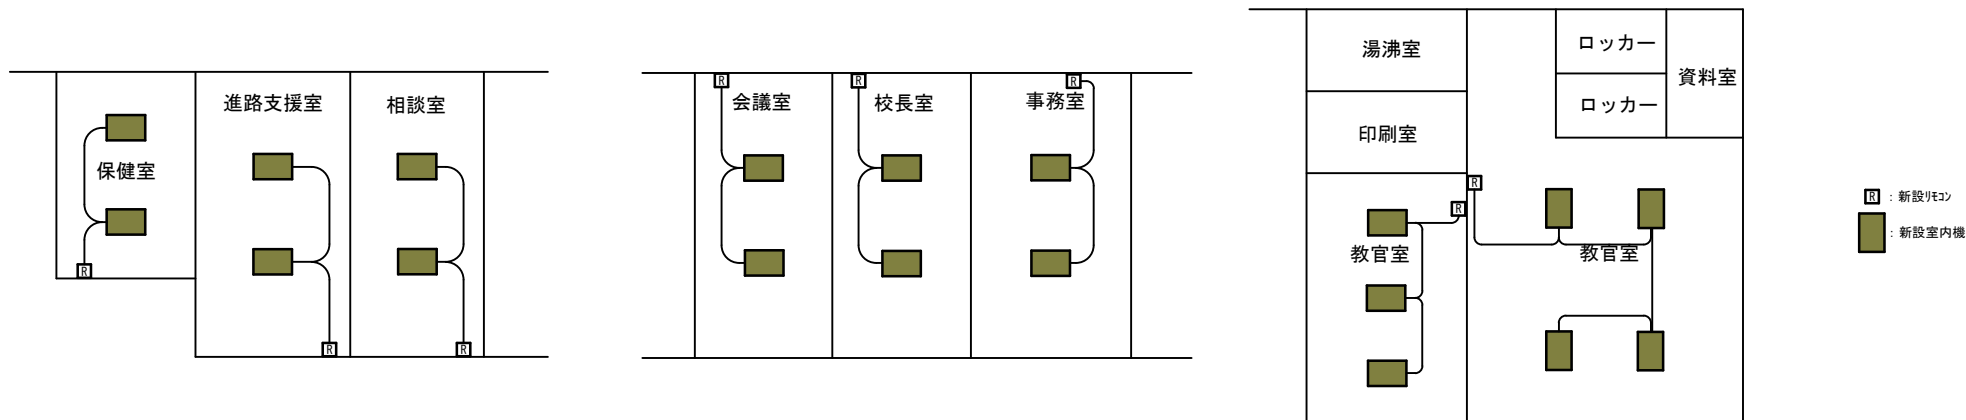 保健室
R
進路支援室
R
相談室
R
R
会議室
R
校長室
R
事務室
湯沸室
印刷室
R
教官室
R
教官室
ロッカー
ロッカー
資料室
R : 新設リモコン
: 新設室内機